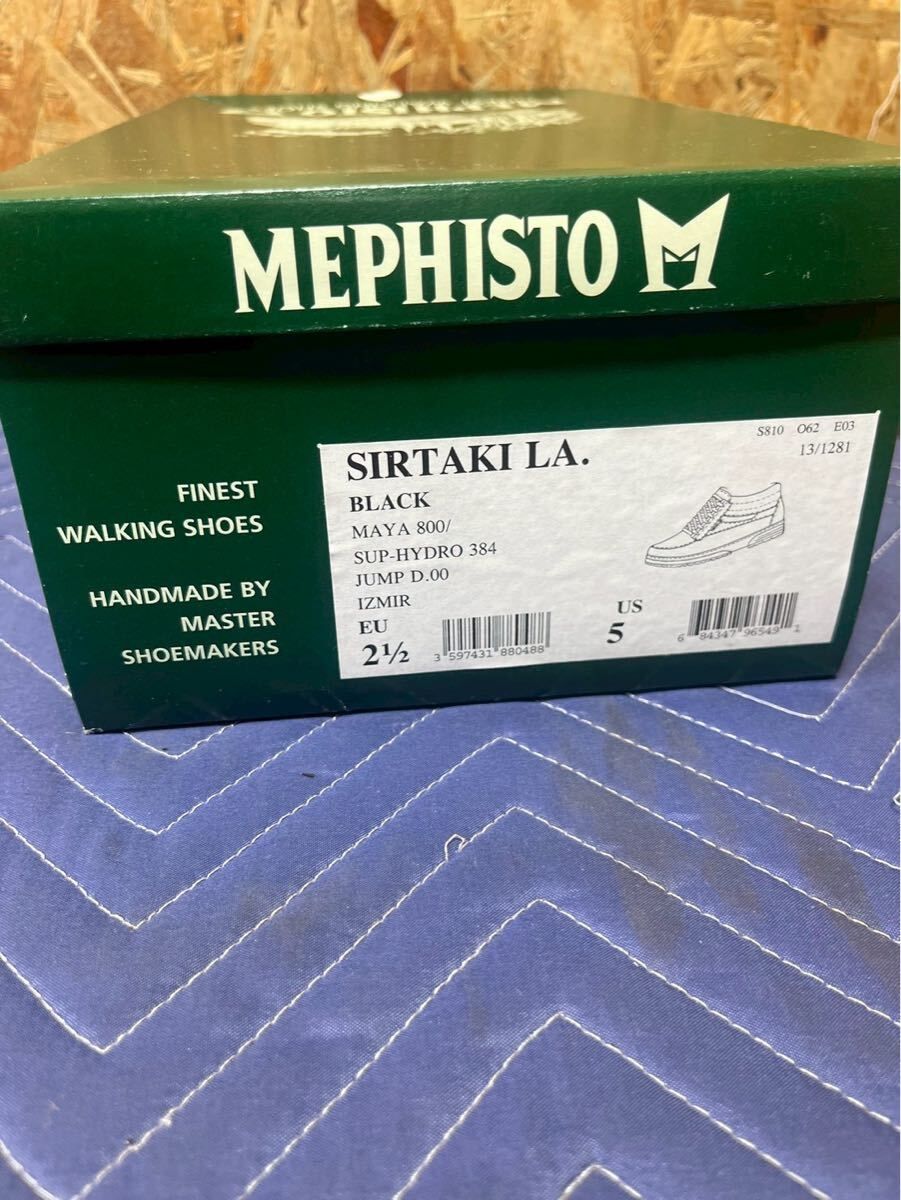 MEPHISTO
FINEST
WALKING SHOES
HANDMADE BY
MASTER
SHOEMAKERS
S810 O62 E03
13/1281
SIRTAKI LA.
BLACK
MAYA 800/
SUP-HYDRO 384
JUMP D.00
IZMIR
EU
2½
3 597431 880488
US
5
6 84347 96549 1